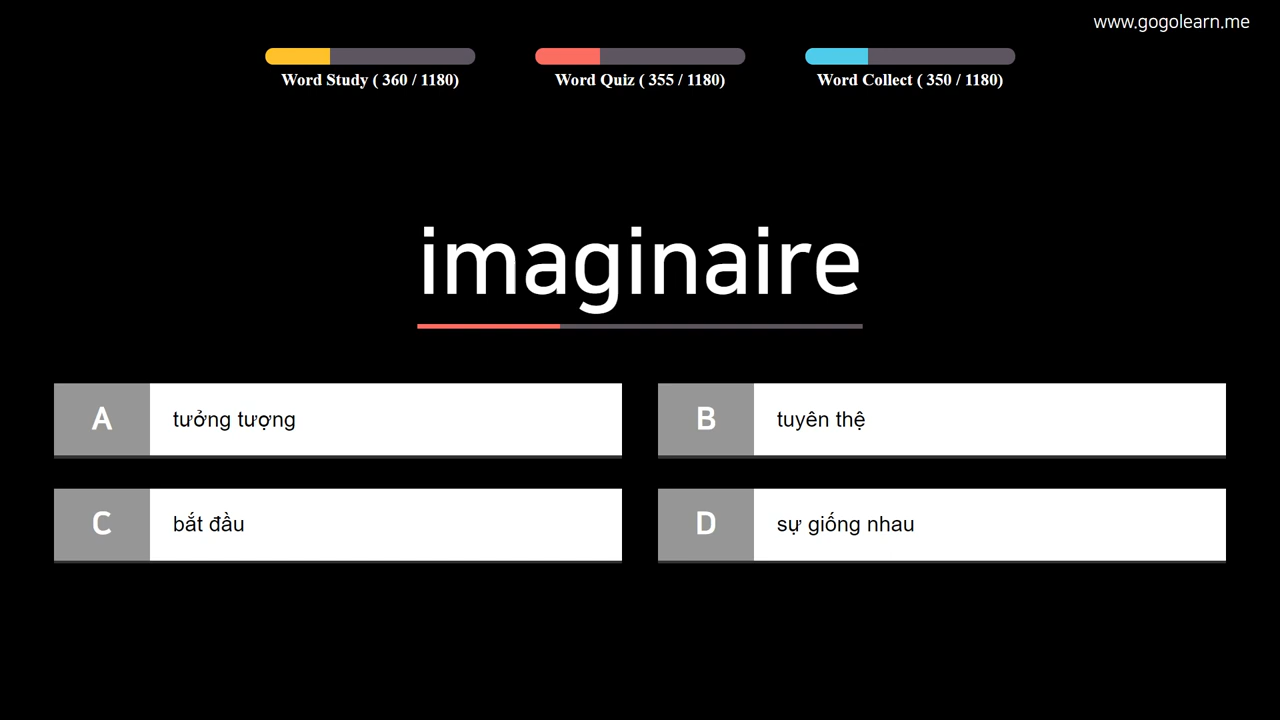 www.gogolearn.me
Word Study ( 360 / 1180)
Word Quiz ( 355 / 1180)
Word Collect ( 350 / 1180)
imaginaire
A tưởng tượng
B tuyên thệ
C bắt đầu
D sự giống nhau